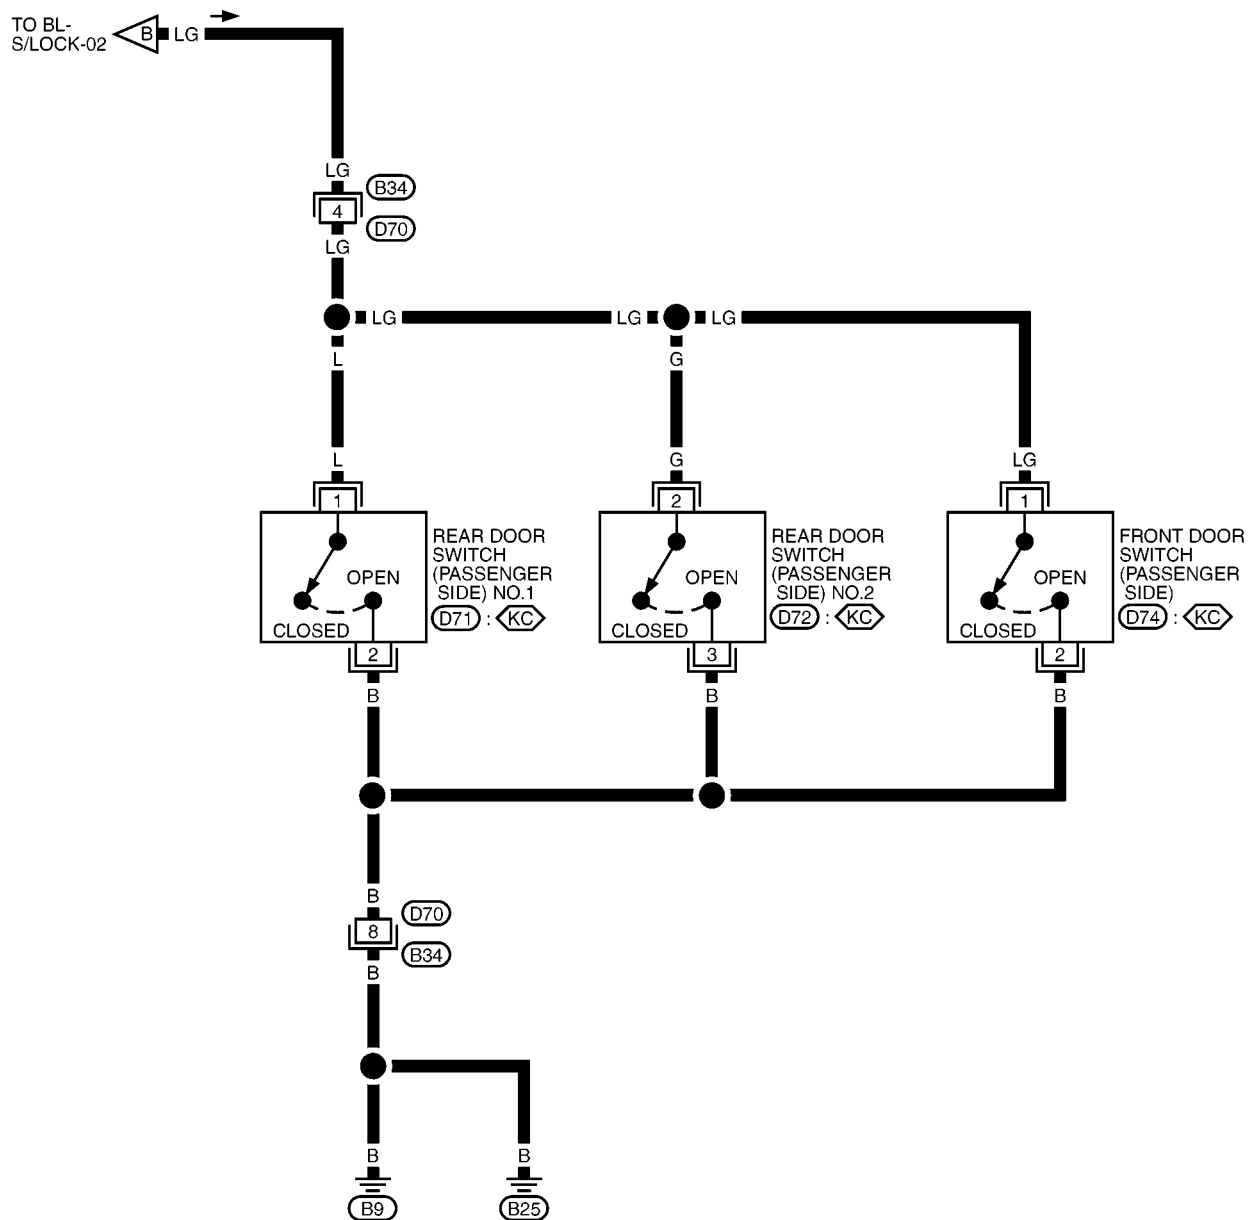 TO BL-
S/LOCK-02
B
LG
LG
B34
4
D70
LG
LG
LG
LG
L
G
L
G
LG
1
2
1
REAR DOOR
SWITCH
(PASSENGER
SIDE) NO.1
D71 : KC
OPEN
CLOSED
REAR DOOR
SWITCH
(PASSENGER
SIDE) NO.2
D72 : KC
OPEN
CLOSED
FRONT DOOR
SWITCH
(PASSENGER
SIDE)
D74 : KC
OPEN
CLOSED
2
3
2
B
B
B
B
D70
8
B34
B
B
B
B9
B25